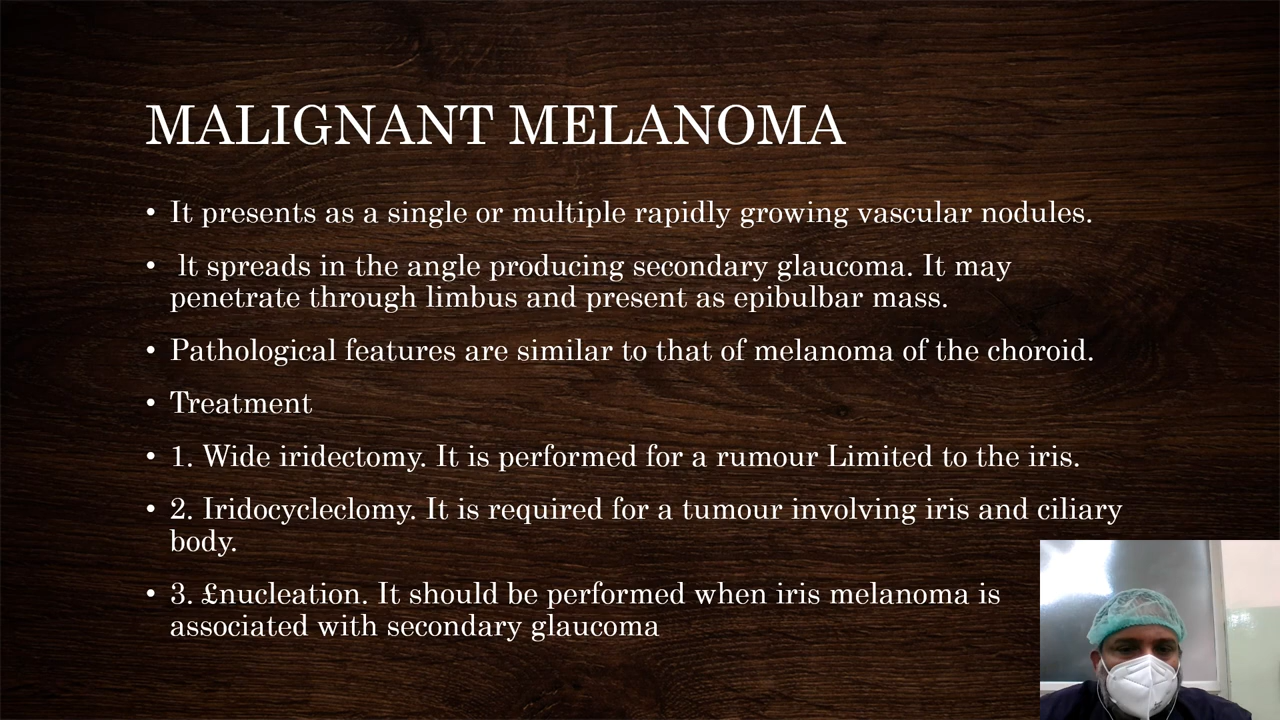 MALIGNANT MELANOMA
• It presents as a single or multiple rapidly growing vascular nodules.
• lt spreads in the angle producing secondary glaucoma. It may
penetrate through limbus and present as epibulbar mass.
• Pathological features are similar to that of melanoma of the choroid.
• Treatment
• 1. Wide iridectomy. It is performed for a rumour Limited to the iris.
• 2. Iridocycleclomy. It is required for a tumour involving iris and ciliary
body.
• 3. £nucleation. It should be performed when iris melanoma is
associated with secondary glaucoma